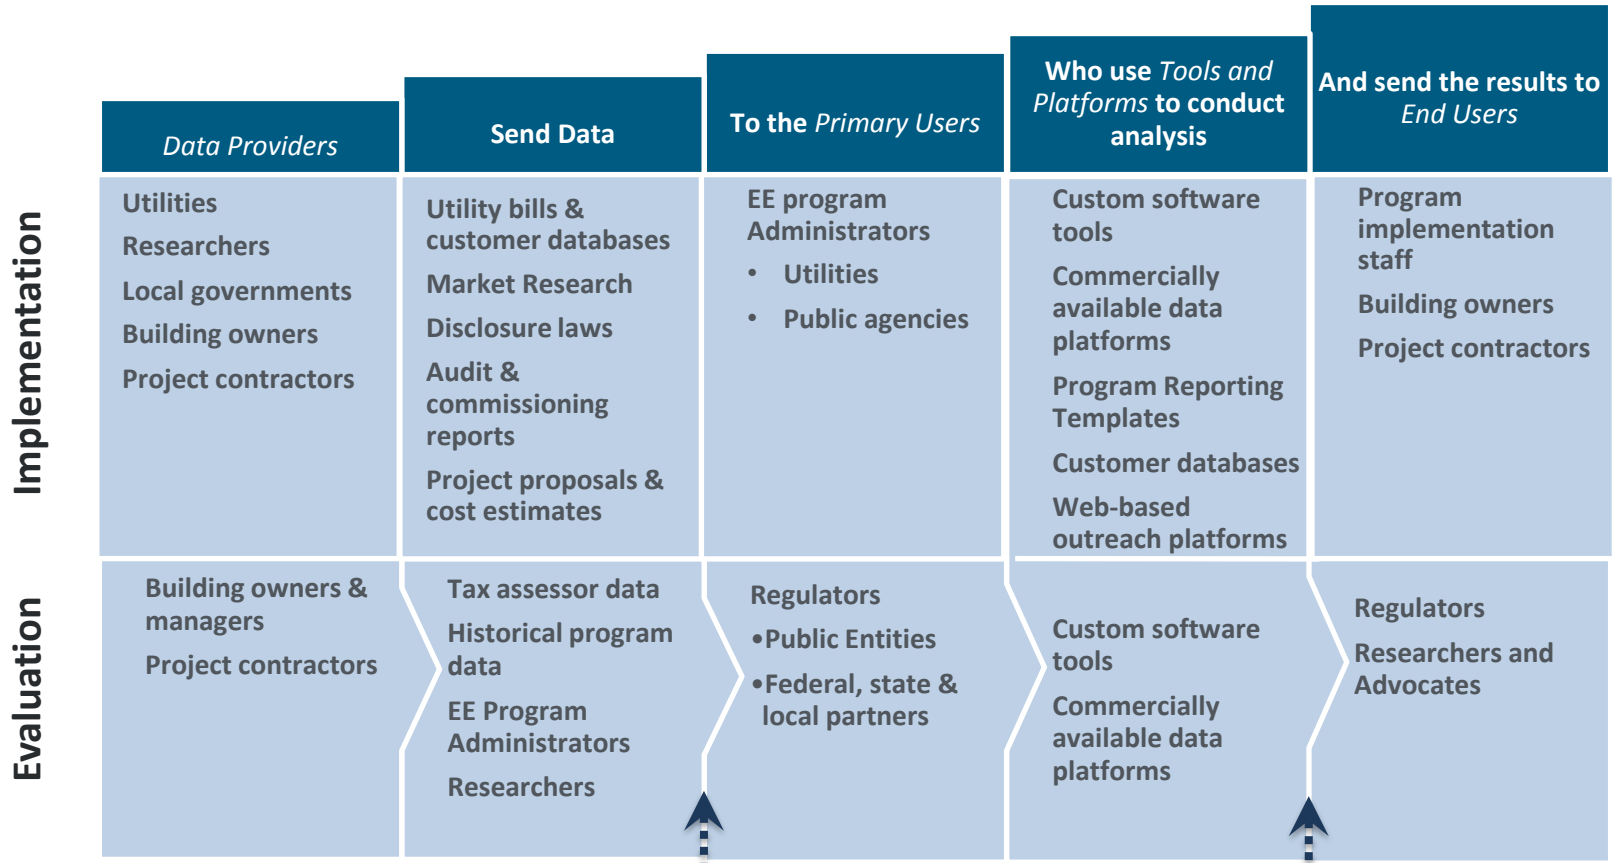 Data Providers
Send Data
To the Primary Users
Who use Tools and
Platforms to conduct
analysis
And send the results to
End Users
Implementation
Utilities
Researchers
Local governments
Building owners
Project contractors
Utility bills &
customer databases
Market Research
Disclosure laws
Audit &
commissioning
reports
Project proposals &
cost estimates
EE program
Administrators
• Utilities
• Public agencies
Custom software
tools
Commercially
available data
platforms
Program Reporting
Templates
Customer databases
Web-based
outreach platforms
Program
implementation
staff
Building owners
Project contractors
Evaluation
Building owners &
managers
Project contractors
Tax assessor data
Historical program
data
EE Program
Administrators
Researchers
Regulators
•Public Entities
•Federal, state &
local partners
Custom software
tools
Commercially
available data
platforms
Regulators
Researchers and
Advocates